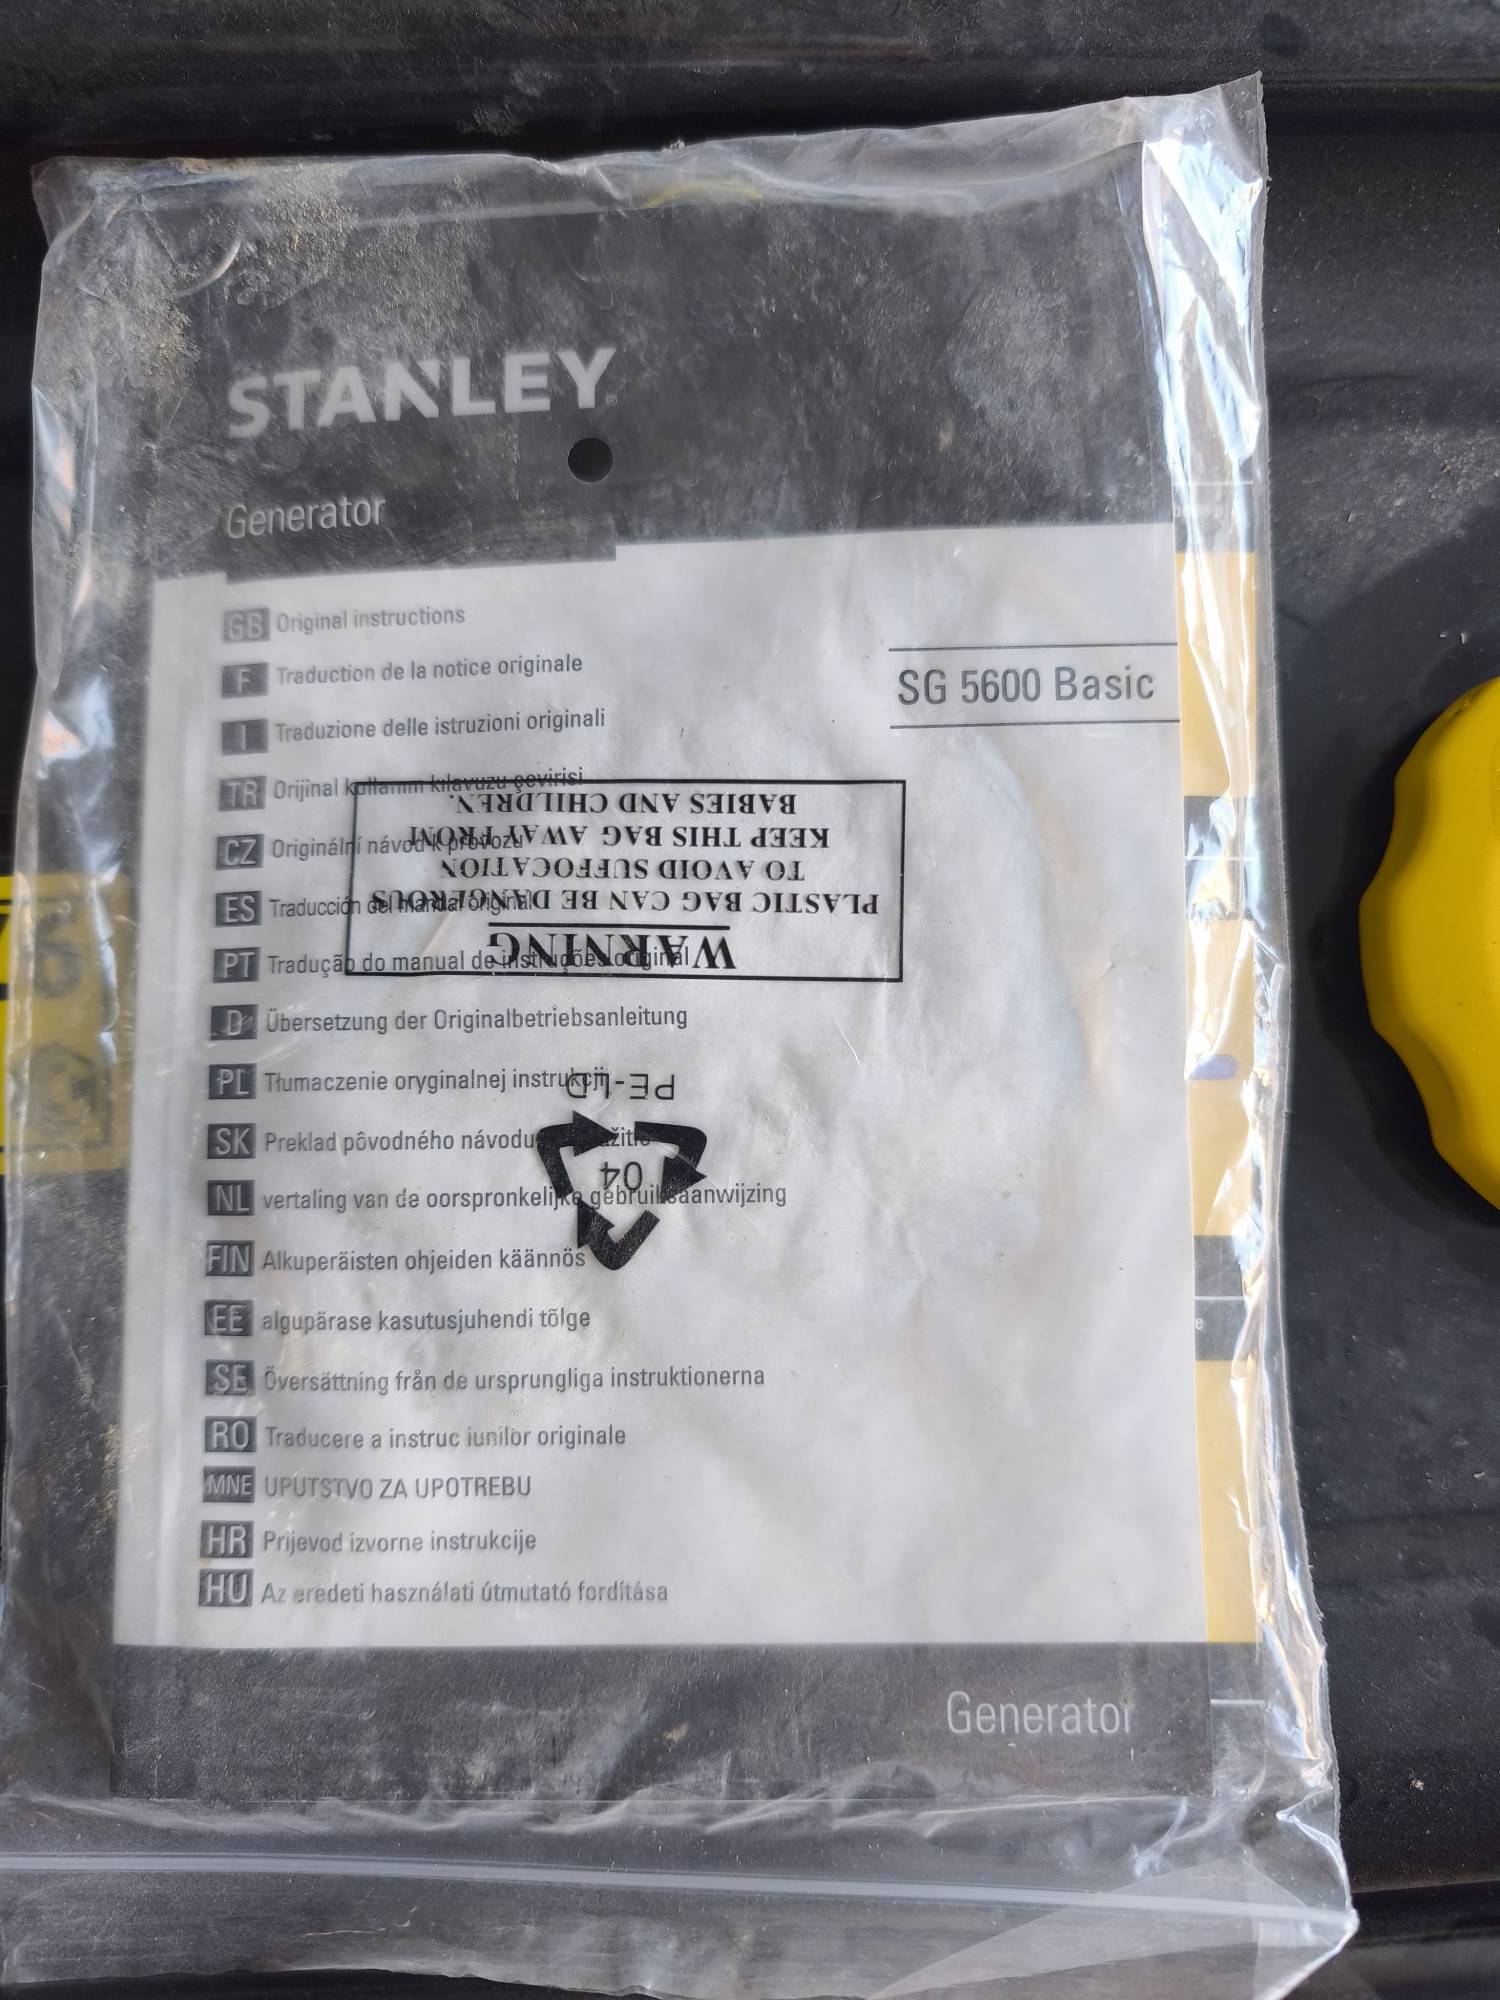 STANLEY
Generator
GB Original instructions
F Traduction de la notice originale
SG 5600 Basic
I Traduzione delle istruzioni originali
TR Orijinal kullanım kılavuzu çevirisi
CZ Originální návod k provozu
ES Traducción del manual original
PT Tradução do manual de instruções original
WARNING
PLASTIC BAG CAN BE DANGEROUS
TO AVOID SUFFOCATION
KEEP THIS BAG AWAY FROM
BABIES AND CHILDREN.
D Übersetzung der Originalbetriebsanleitung
PL Tłumaczenie oryginalnej instrukcji
PE-LD
SK Preklad pôvodného návodu
04
NL vertaling van de oorspronkelijke gebruiksaanwijzing
FIN Alkuperäisten ohjeiden käännös
EE algupärase kasutusjuhendi tõlge
SE Översättning från de ursprungliga instruktionerna
RO Traducere a instruc iunilor originale
MNE UPUTSTVO ZA UPOTREBU
HR Prijevod izvorne instrukcije
HU Az eredeti használati útmutató fordítása
Generator